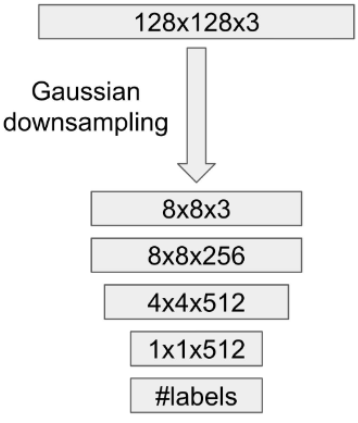 128x128x3
Gaussian
downsampling
8x8x3
8x8x256
4x4x512
1x1x512
#labels